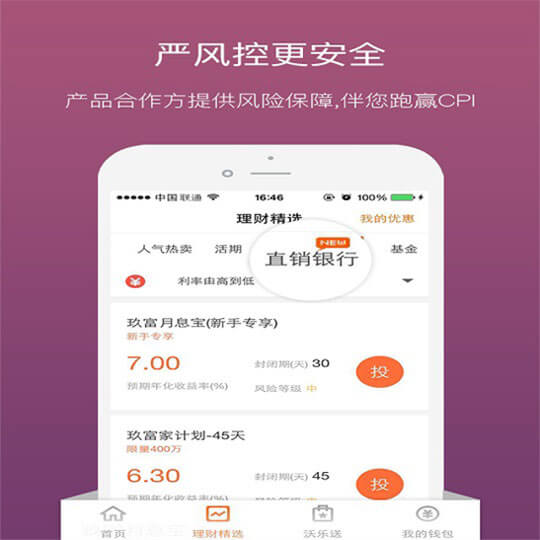 严风控更安全
产品合作方提供风险保障,伴您跑赢CPI
中国联通 16:46 100%
理财精选 我的优惠
NEW
人气热卖 活期 直销银行 基金
利率由高到低
玖富月息宝(新手专享)
新手专享
7.00 封闭期(天) 30 投
预期年化收益率(%) 风险等级 中
玖富家计划-45天
限量400万
6.30 封闭期(天) 45 投
预期年化收益率(%) 风险等级 中
首页 理财精选 沃乐送 我的钱包